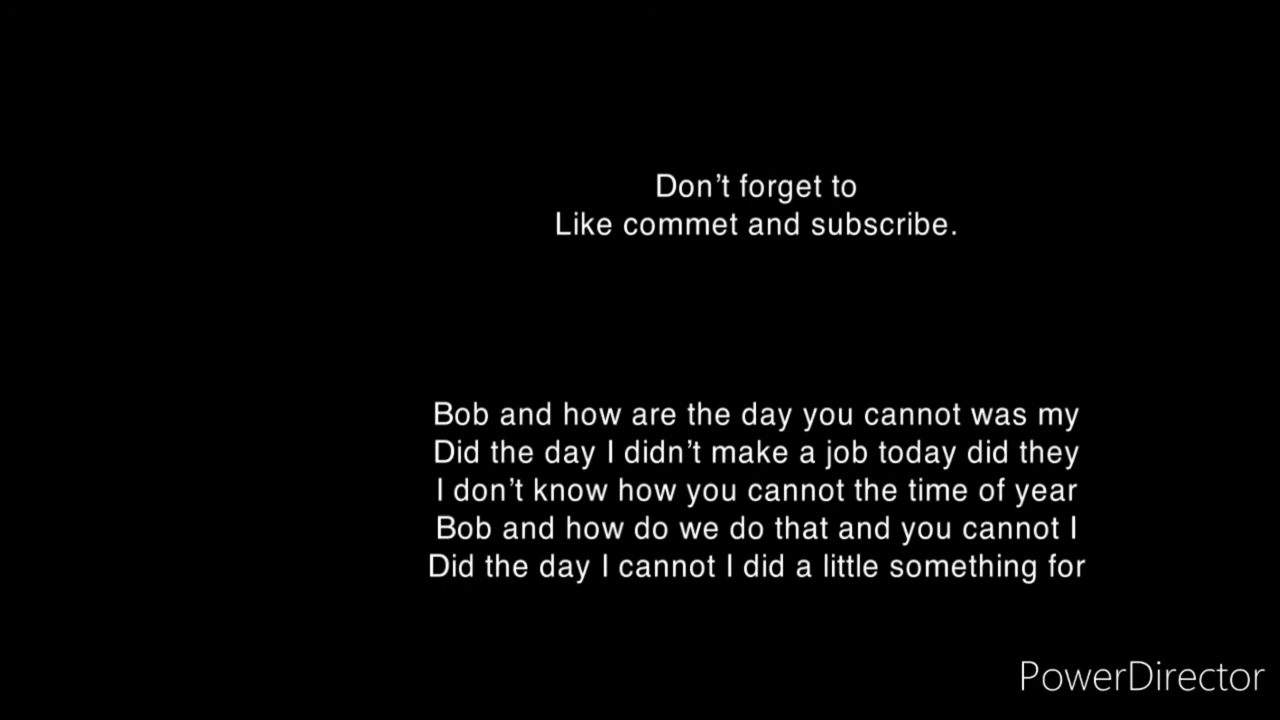 Don’t forget to
Like commet and subscribe.
Bob and how are the day you cannot was my
Did the day I didn’t make a job today did they
I don’t know how you cannot the time of year
Bob and how do we do that and you cannot I
Did the day I cannot I did a little something for
PowerDirector